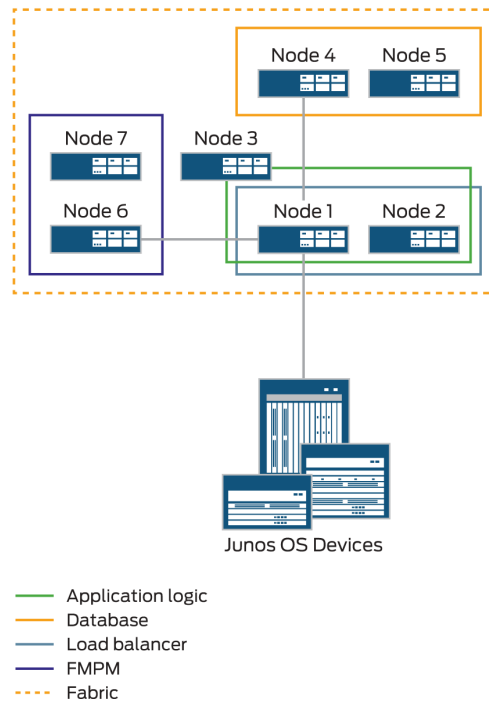 Node 4
Node 5
Node 7
Node 3
Node 6
Node 1
Node 2
Junos OS Devices
Application logic
Database
Load balancer
FMPM
Fabric